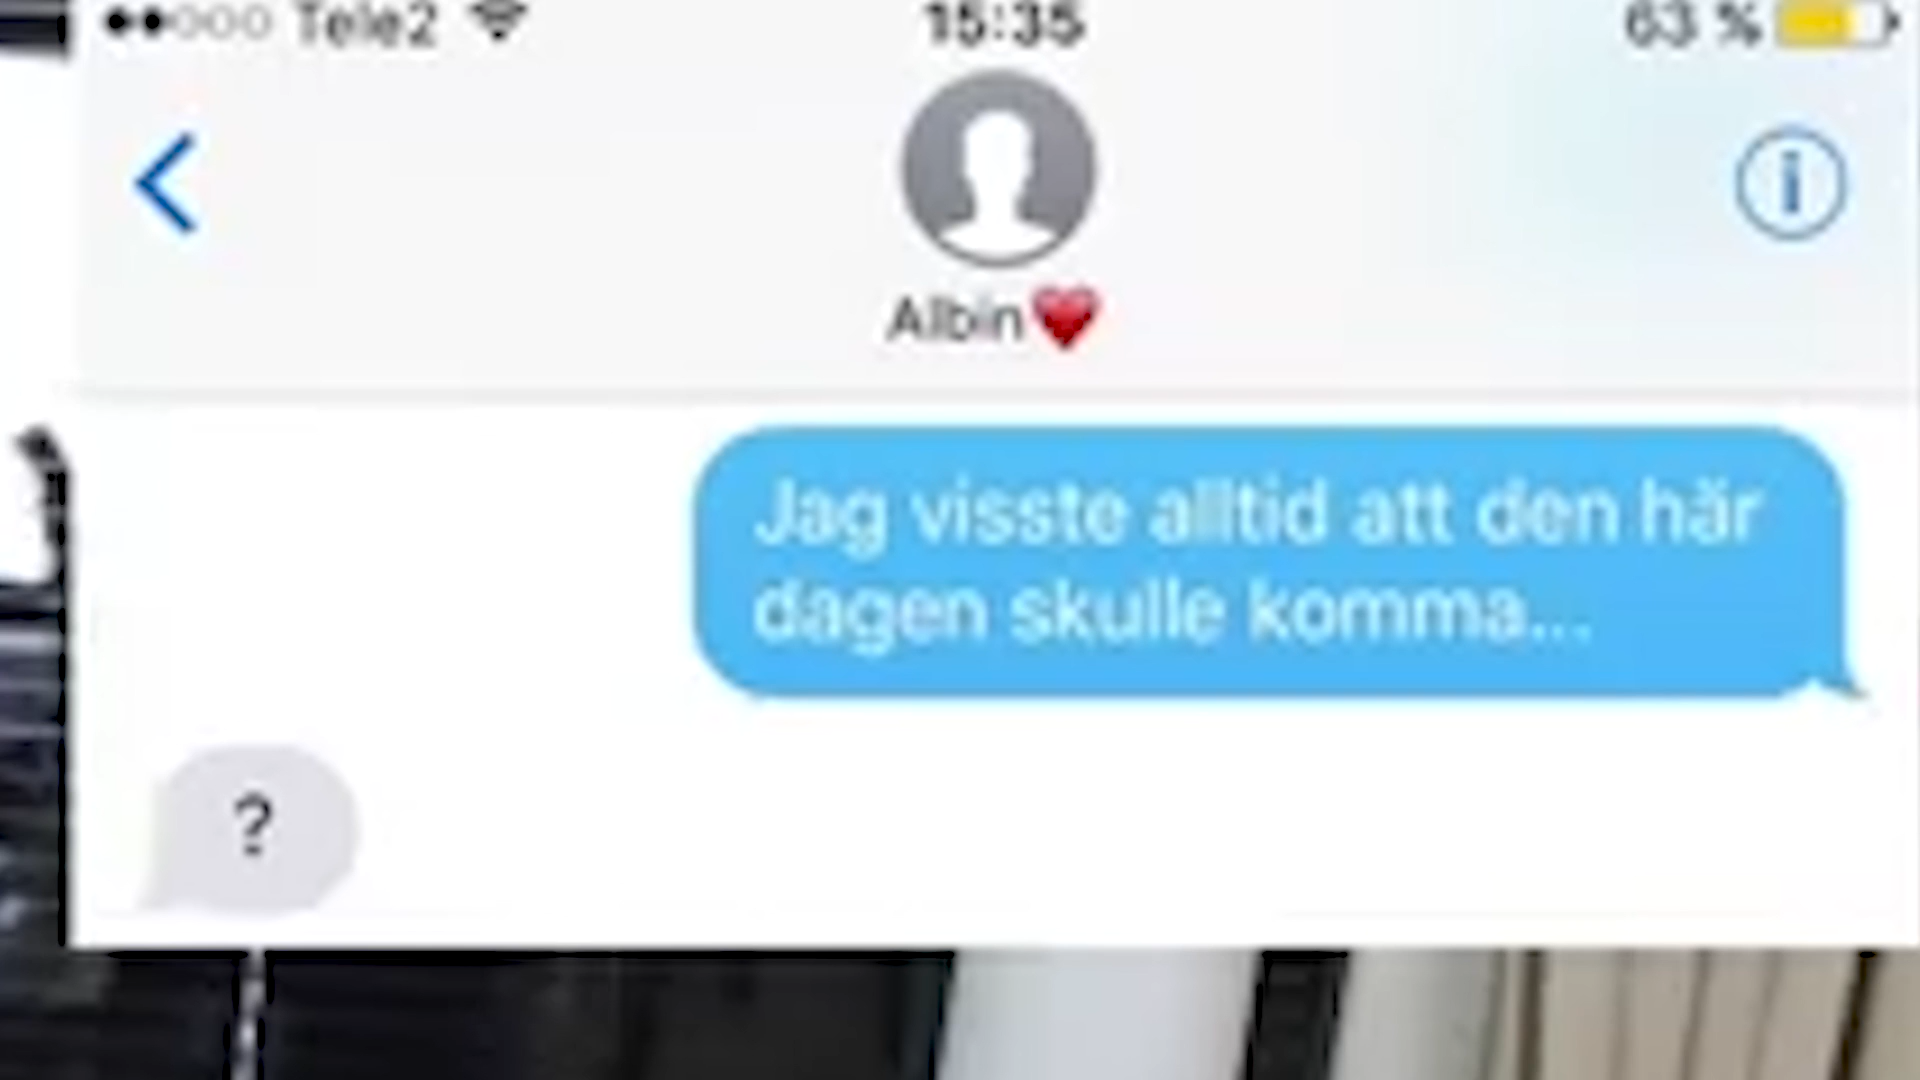 Tele2 15:35 63 %
Albin❤️
Jag visste alltid att den här
dagen skulle komma...
?